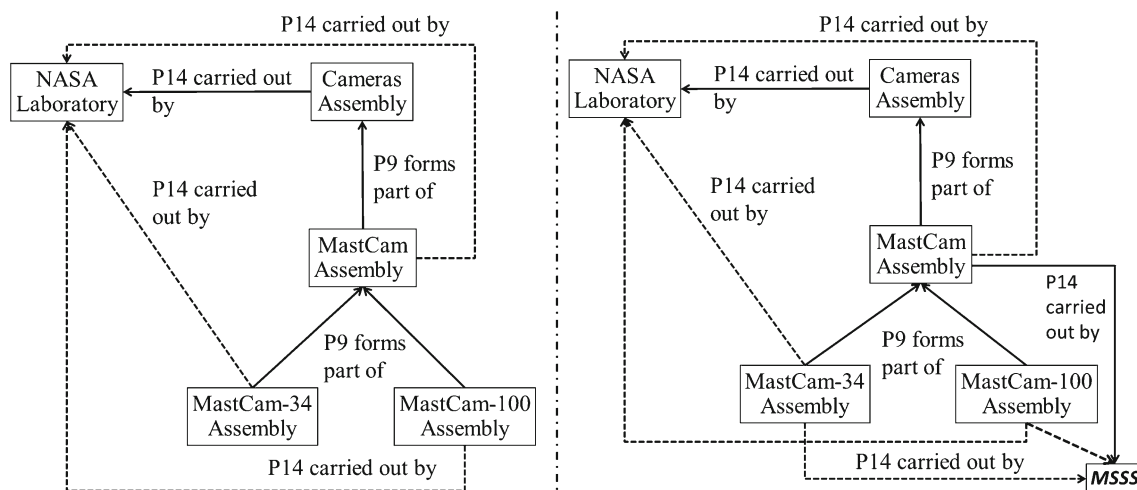 P14 carried out by
NASA
Laboratory
P14 carried out
by
Cameras
Assembly
P9 forms
part of
P14 carried
out by
MastCam
Assembly
P9 forms
part of
MastCam-34
Assembly
MastCam-100
Assembly
P14 carried out by
P14 carried out by
NASA
Laboratory
P14 carried out
by
Cameras
Assembly
P9 forms
part of
P14 carried
out by
MastCam
Assembly
P14
carried
out by
P9 forms
part of
MastCam-34
Assembly
MastCam-100
Assembly
P14 carried out by
MSSS